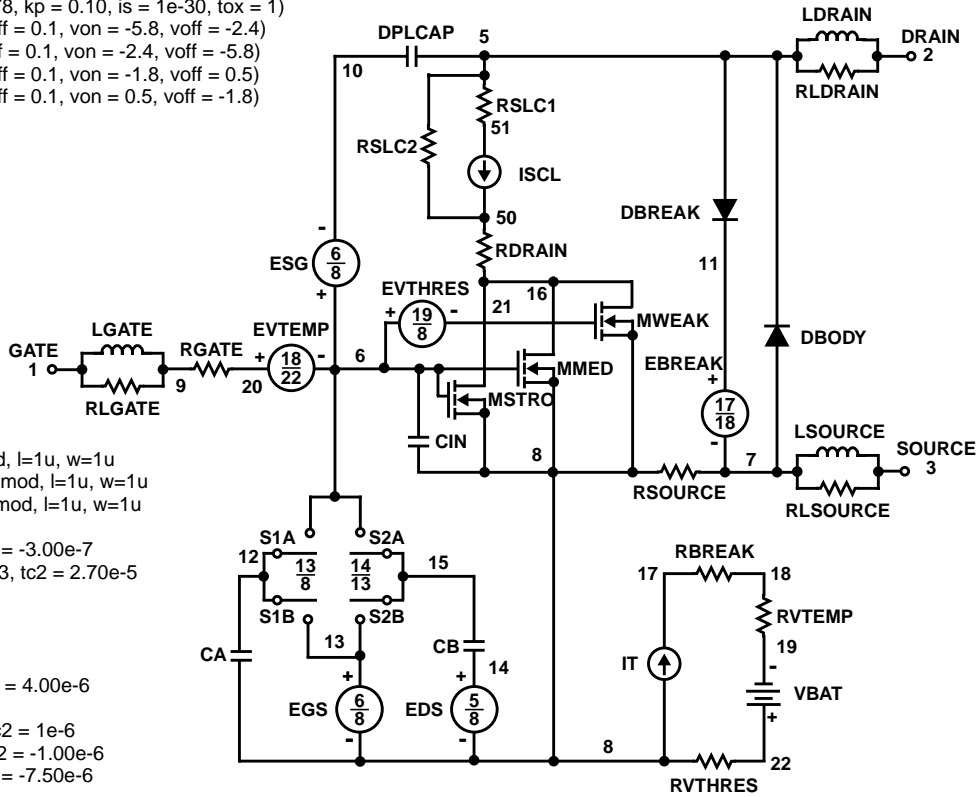 8, kp = 0.10, is = 1e-30, tox = 1)
ff = 0.1, von = -5.8, voff = -2.4)
f = 0.1, von = -2.4, voff = -5.8)
ff = 0.1, von = -1.8, voff = 0.5)
ff = 0.1, von = 0.5, voff = -1.8)
DPLCAP
5
10
LDRAIN
DRAIN
2
RLDRAIN
RSLC1
51
RSLC2
ISCL
50
DBREAK
RDRAIN
11
-
ESG
6
8
+
EVTHRES
+
19
8
-
16
21
MWEAK
LGATE
GATE
1
RLGATE
9
RGATE
20
EVTEMP
+
18
22
-
6
MMED
MSTRO
EBREAK
+
17
18
-
DBODY
CIN
8
RSOURCE
7
LSOURCE
SOURCE
3
RLSOURCE
d, l=1u, w=1u
mod, l=1u, w=1u
mod, l=1u, w=1u
= -3.00e-7
3, tc2 = 2.70e-5
S1A
S2A
12
13
8
14
13
15
S1B
S2B
13
CA
CB
14
+
EGS
6
8
-
+
EDS
5
8
-
8
RBREAK
17
18
RVTEMP
19
IT
-
VBAT
+
22
RVTHRES
= 4.00e-6
c2 = 1e-6
2 = -1.00e-6
= -7.50e-6